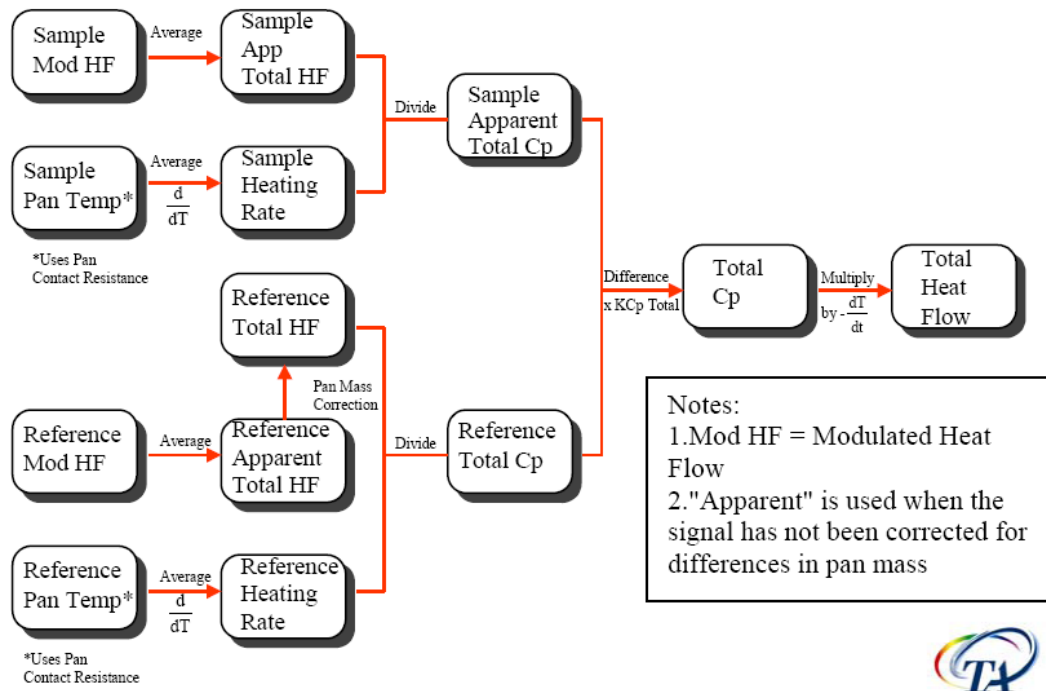 Sample
Mod HF
Average
Sample
App
Total HF
Sample
Pan Temp*
Average
d
dT
Sample
Heating
Rate
*Uses Pan
Contact Resistance
Divide
Sample
Apparent
Total Cp
Reference
Total HF
Pan Mass
Correction
Reference
Mod HF
Average
Reference
Apparent
Total HF
Divide
Reference
Total Cp
Reference
Pan Temp*
Average
d
dT
Reference
Heating
Rate
*Uses Pan
Contact Resistance
Difference
x KCp Total
Total
Cp
Multiply
by - dT
dt
Total
Heat
Flow
Notes:
1.Mod HF = Modulated Heat
Flow
2."Apparent" is used when the
signal has not been corrected for
differences in pan mass
TA